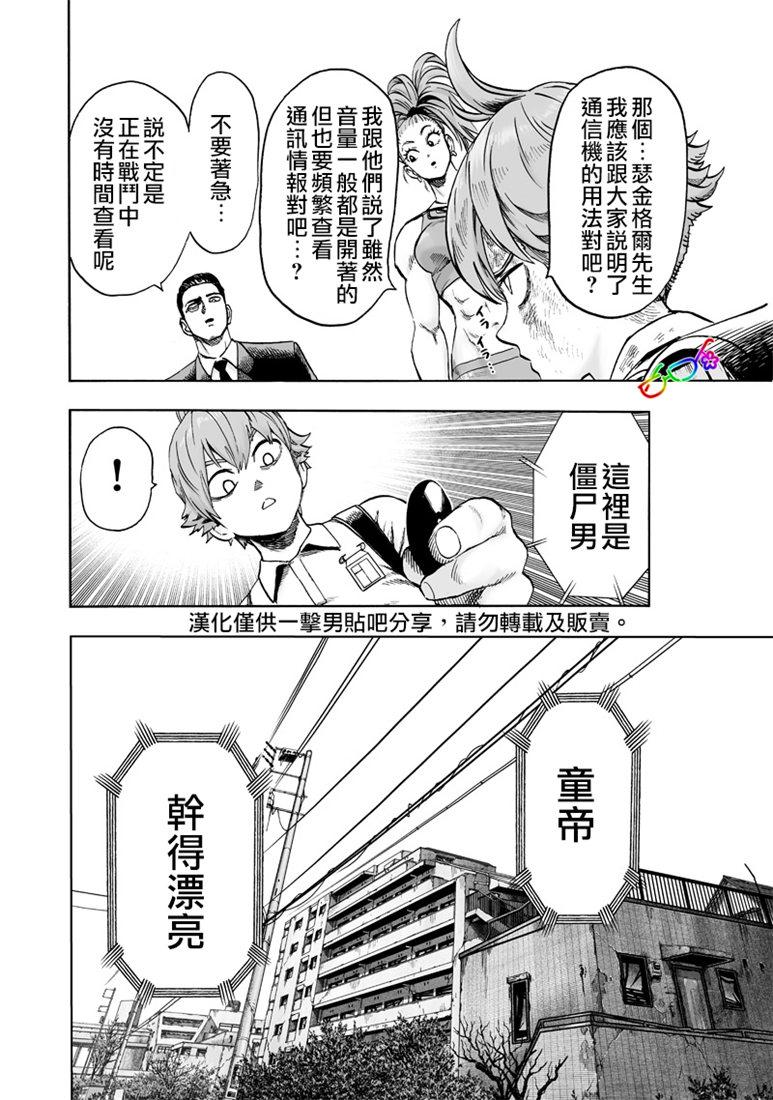 那個…瑟金格爾先生
我應該跟大家説明了
通信機的用法對吧？
我跟他們說了雖然
音量一般都是開著的
但也要頻繁查看
通訊情報對吧…？
不要著急…
説不定是
正在戰鬥中
沒有時間查看呢
イライラ…
這裡是
僵尸男
！
漢化僅供一擊男貼吧分享，請勿轉載及販賣。
童帝
幹得漂亮